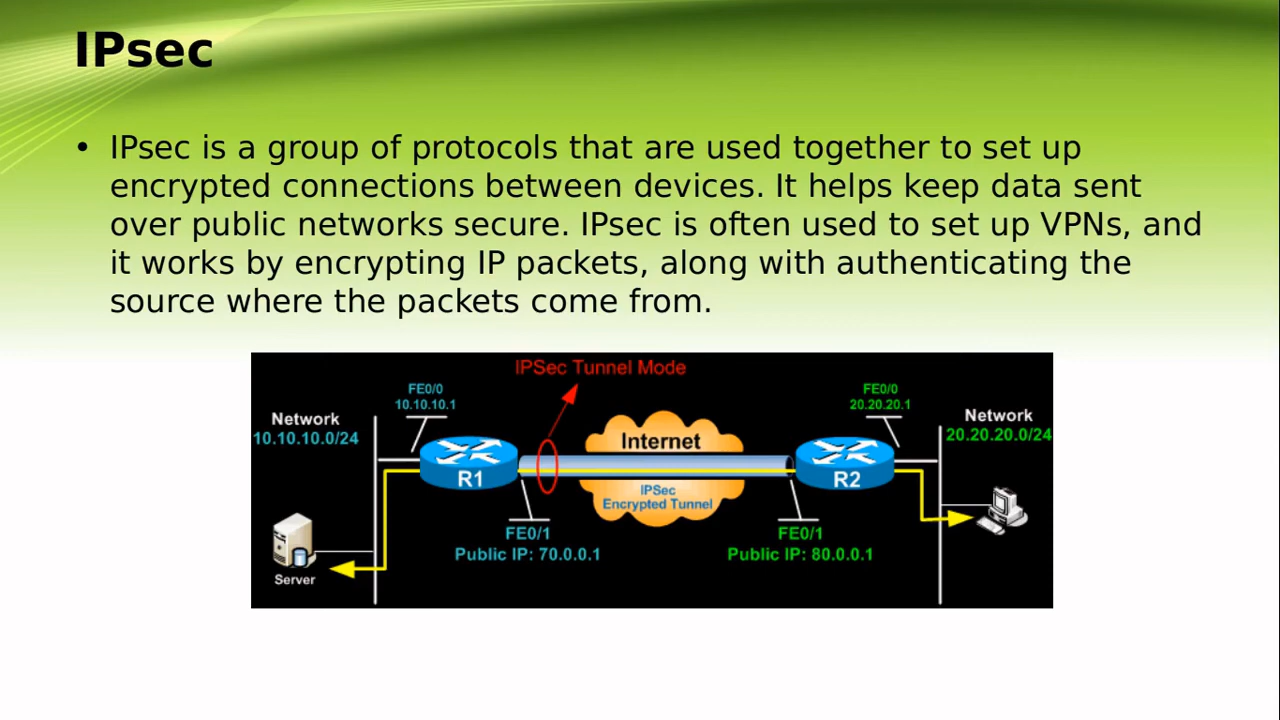 IPsec
• IPsec is a group of protocols that are used together to set up
encrypted connections between devices. It helps keep data sent
over public networks secure. IPsec is often used to set up VPNs, and
it works by encrypting IP packets, along with authenticating the
source where the packets come from.
IPSec Tunnel Mode
FE0/0
10.10.10.1
FE0/0
20.20.20.1
Network
10.10.10.0/24
Network
20.20.20.0/24
Internet
R1
R2
IPSec
Encrypted Tunnel
FE0/1
Public IP: 70.0.0.1
FE0/1
Public IP: 80.0.0.1
Server